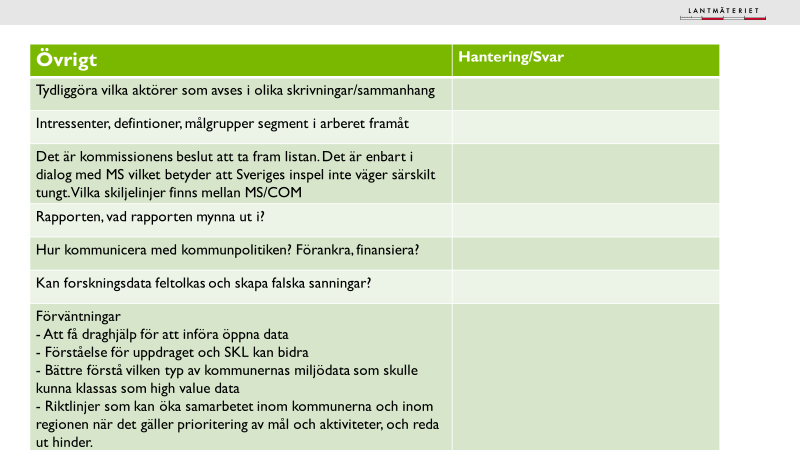 LANTMÄTERIET
Övrigt
Hantering/Svar
Tydliggöra vilka aktörer som avses i olika skrivningar/sammanhang
Intressenter, defintioner, målgrupper segment i arberet framåt
Det är kommissionens beslut att ta fram listan. Det är enbart i
dialog med MS vilket betyder att Sveriges inspel inte väger särskilt
tungt. Vilka skiljelinjer finns mellan MS/COM
Rapporten, vad rapporten mynna ut i?
Hur kommunicera med kommunpolitiken? Förankra, finansiera?
Kan forskningsdata feltolkas och skapa falska sanningar?
Förväntningar
- Att få draghjälp för att införa öppna data
- Förståelse för uppdraget och SKL kan bidra
- Bättre förstå vilken typ av kommunernas miljödata som skulle
kunna klassas som high value data
- Riktlinjer som kan öka samarbetet inom kommunerna och inom
regionen när det gäller prioritering av mål och aktiviteter, och reda
ut hinder.